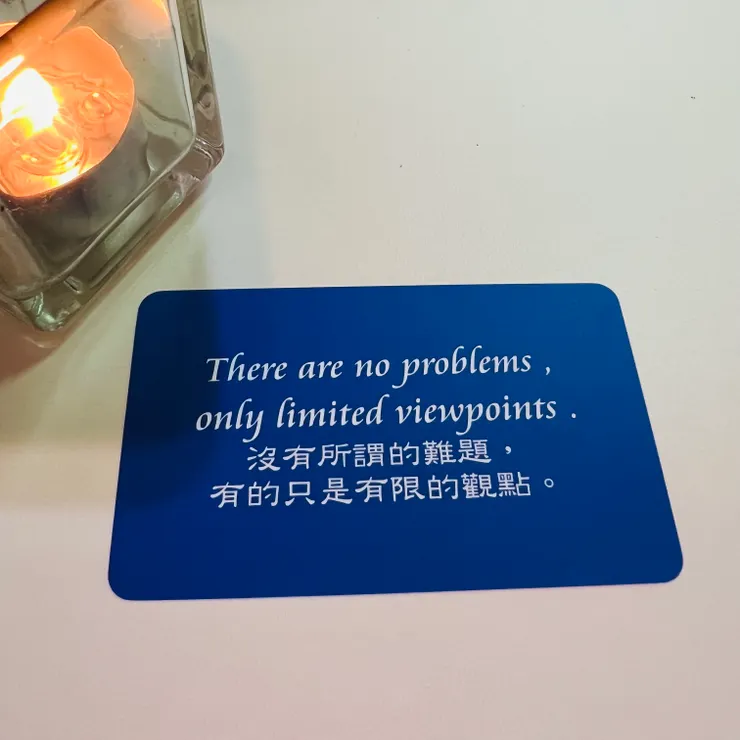 There are no problems ,
only limited viewpoints .
沒有所謂的難題，
有的只是有限的觀點。